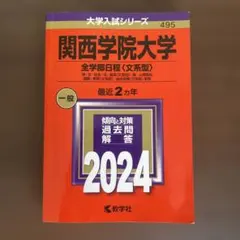 大学入試シリーズ
495
関西学院大学
全学部日程〈文系型〉
一般
最近2カ年
傾向と対策
過去問
解答
2024
教学社